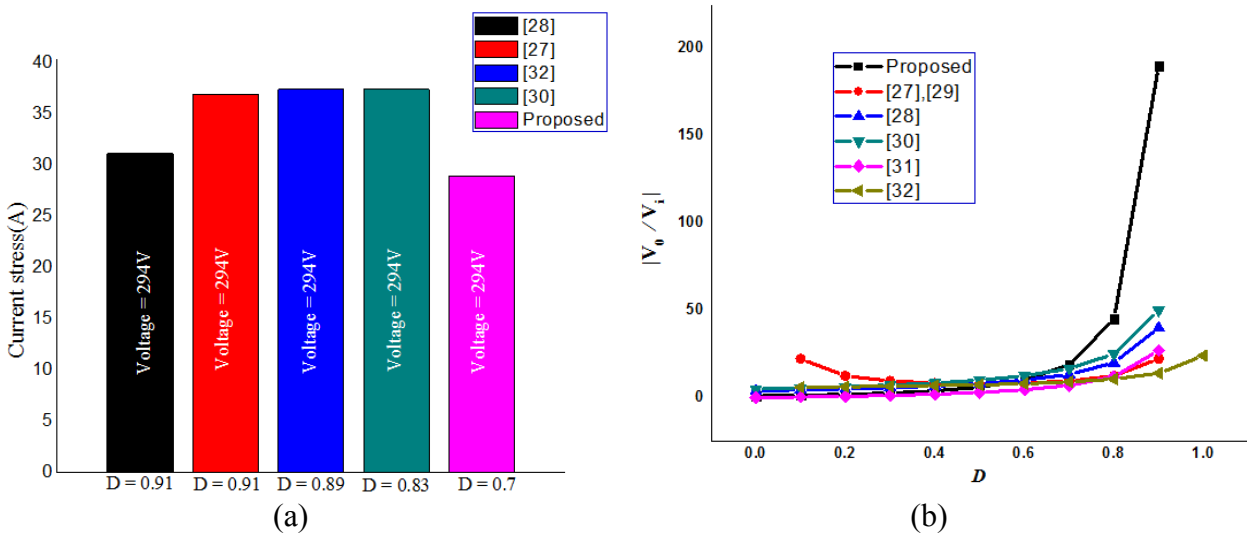 [28]
[27]
[32]
[30]
Proposed
Current stress(A)
40
35
30
25
20
15
10
5
0
Voltage = 294V
Voltage = 294V
Voltage = 294V
Voltage = 294V
Voltage = 294V
D = 0.91
D = 0.91
D = 0.89
D = 0.83
D = 0.7
(a)
|V0 /Vi|
200
150
100
50
0
Proposed
[27],[29]
[28]
[30]
[31]
[32]
0.0
0.2
0.4
0.6
0.8
1.0
D
(b)